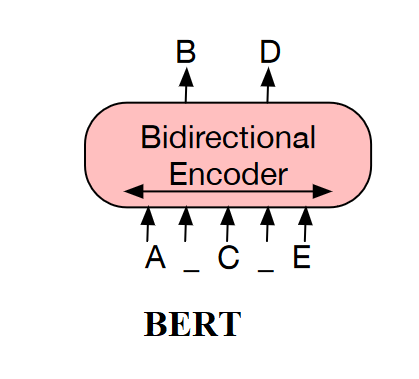 B D
Bidirectional
Encoder
A _ C _ E
BERT